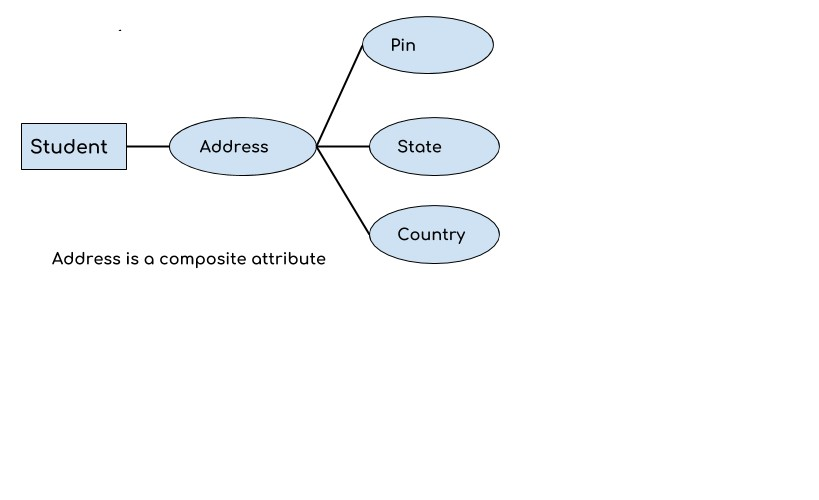 Pin
Student
Address
State
Country
Address is a composite attribute